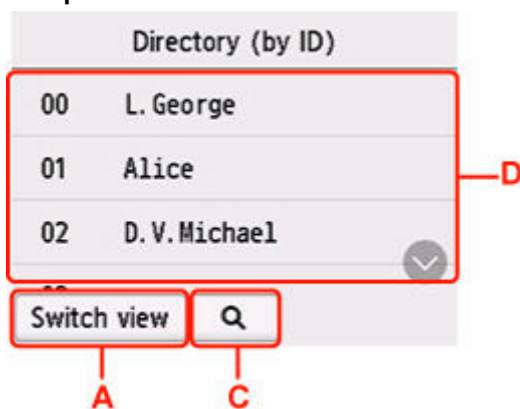 Directory (by ID)
00 L. George
01 Alice
02 D. V. Michael
D
Switch view
A C